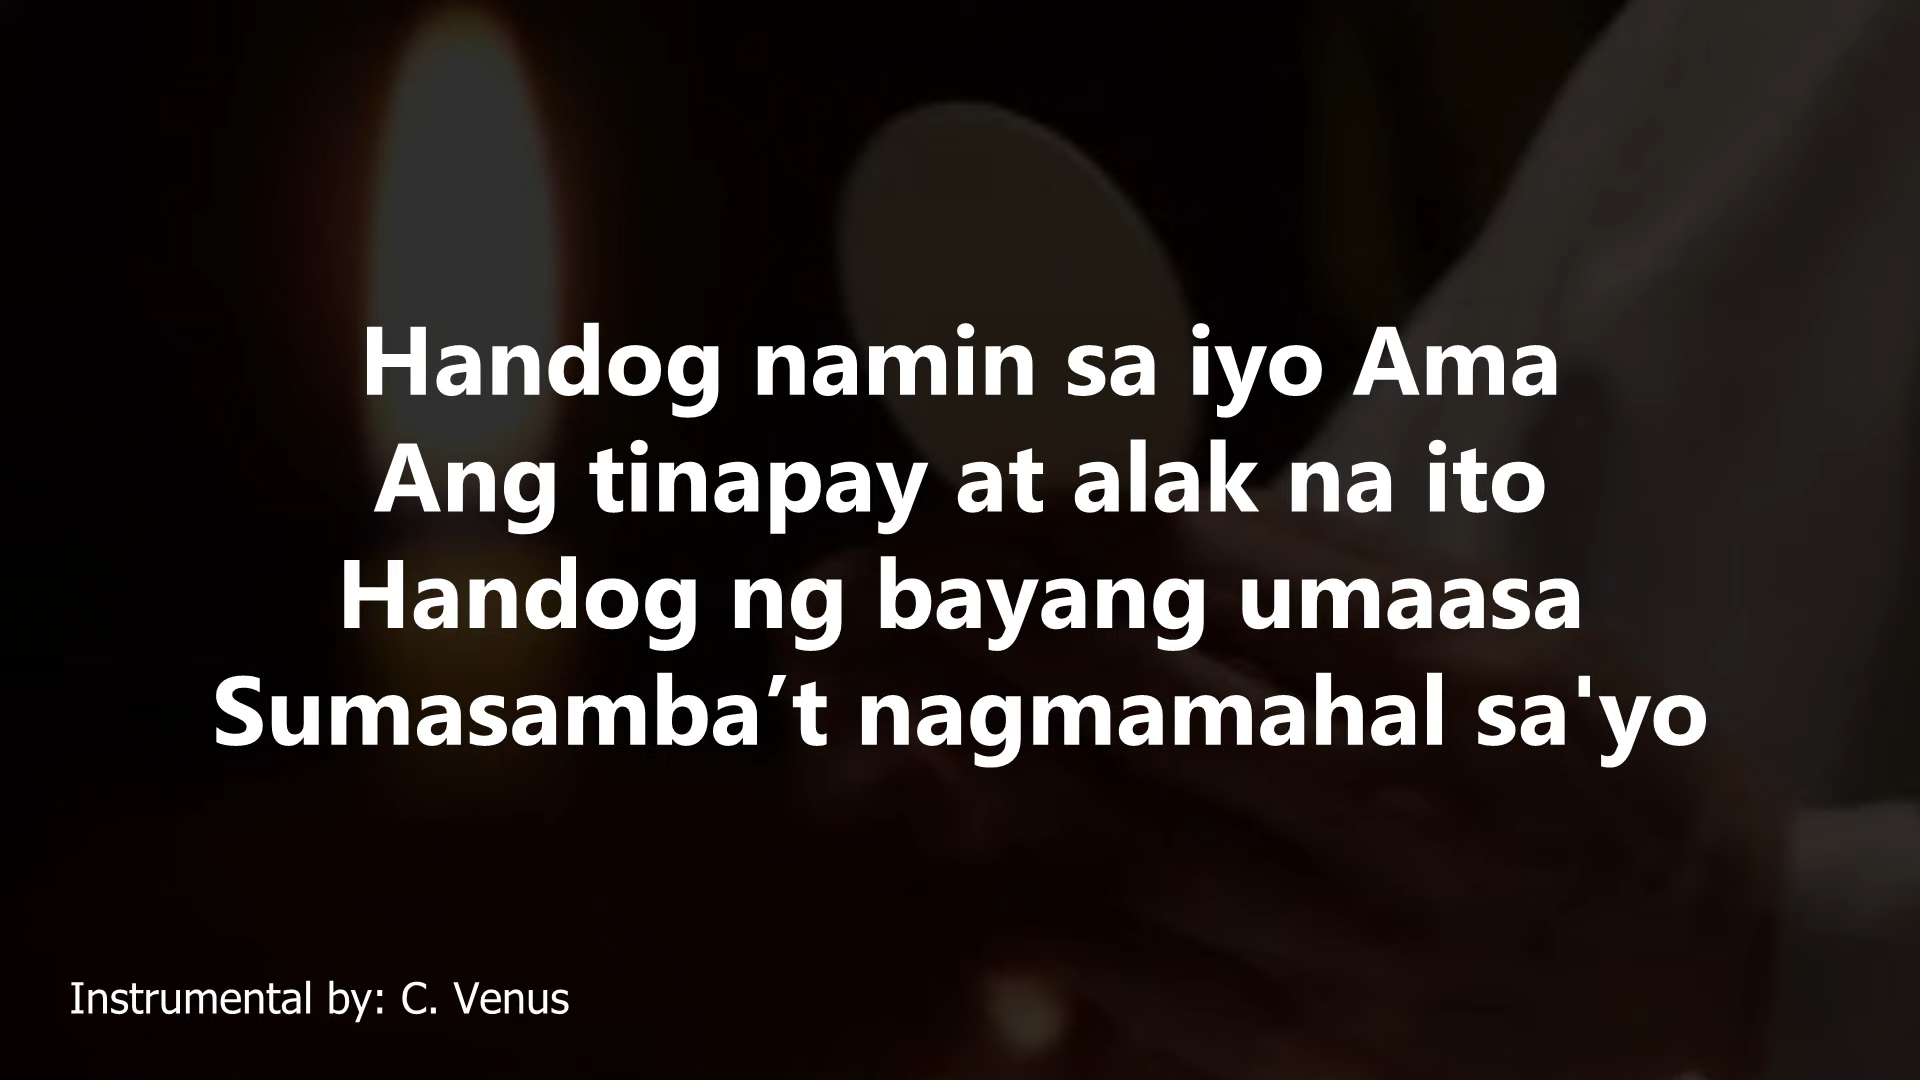 Handog namin sa iyo Ama
Ang tinapay at alak na ito
Handog ng bayang umaasa
Sumasamba’t nagmamahal sa'yo
Instrumental by: C. Venus